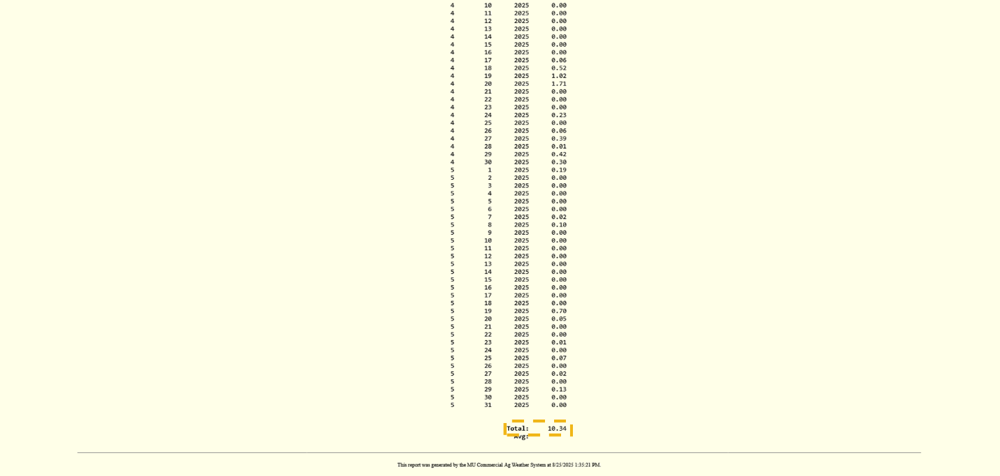 4 10 2025 0.00
4 11 2025 0.00
4 12 2025 0.00
4 13 2025 0.00
4 14 2025 0.00
4 15 2025 0.00
4 16 2025 0.00
4 17 2025 0.06
4 18 2025 0.52
4 19 2025 1.02
4 20 2025 1.71
4 21 2025 0.00
4 22 2025 0.00
4 23 2025 0.00
4 24 2025 0.23
4 25 2025 0.00
4 26 2025 0.06
4 27 2025 0.39
4 28 2025 0.01
4 29 2025 0.42
4 30 2025 0.30
5 1 2025 0.19
5 2 2025 0.00
5 3 2025 0.00
5 4 2025 0.00
5 5 2025 0.00
5 6 2025 0.00
5 7 2025 0.02
5 8 2025 0.10
5 9 2025 0.00
5 10 2025 0.00
5 11 2025 0.00
5 12 2025 0.00
5 13 2025 0.00
5 14 2025 0.00
5 15 2025 0.00
5 16 2025 0.00
5 17 2025 0.00
5 18 2025 0.00
5 19 2025 0.70
5 20 2025 0.05
5 21 2025 0.00
5 22 2025 0.00
5 23 2025 0.01
5 24 2025 0.00
5 25 2025 0.07
5 26 2025 0.00
5 27 2025 0.02
5 28 2025 0.00
5 29 2025 0.13
5 30 2025 0.00
5 31 2025 0.00
Total: 10.34
Avg:
This report was generated by the MU Commercial Ag Weather System at 8/25/2025 1:35:21 PM.